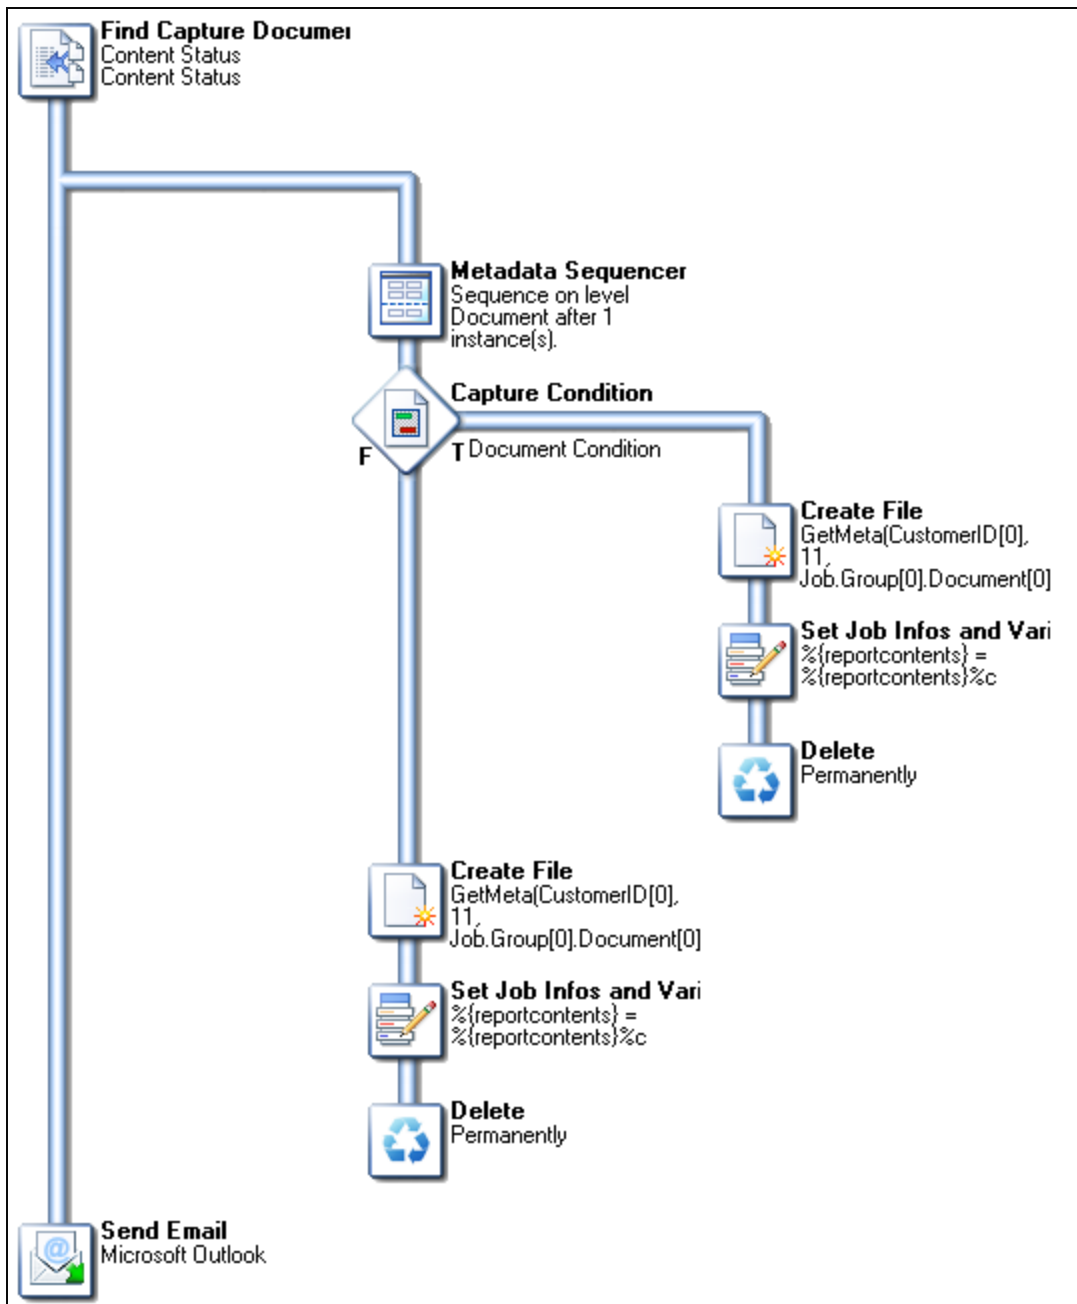 Find Capture Documer
Content Status
Content Status
Metadata Sequencer
Sequence on level
Document after 1
instance(s).
Capture Condition
F
T Document Condition
Create File
GetMeta(CustomerID[0],
11,
Job.Group[0].Document[0]
Set Job Infos and Vari
%{reportcontents} =
%{reportcontents}%c
Delete
Permanently
Create File
GetMeta(CustomerID[0],
11,
Job.Group[0].Document[0]
Set Job Infos and Vari
%{reportcontents} =
%{reportcontents}%c
Delete
Permanently
Send Email
Microsoft Outlook